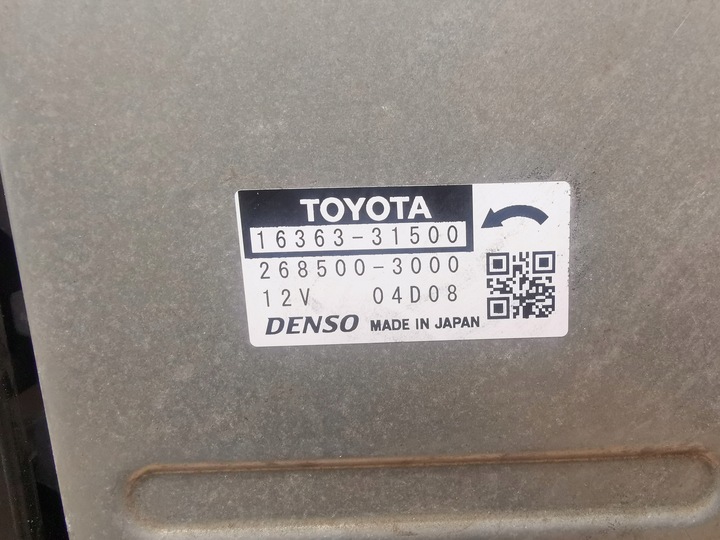 TOYOTA
16363-31500
268500-3000
12V 04D08
DENSO MADE IN JAPAN